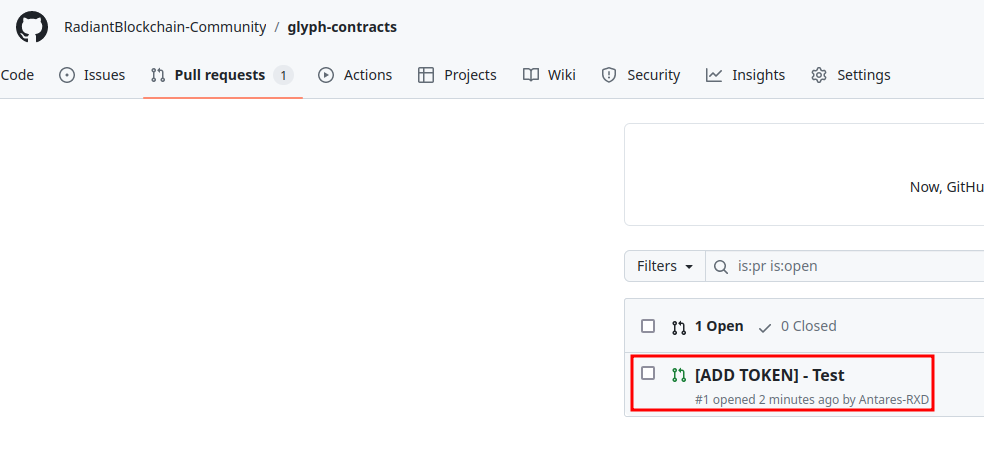 RadiantBlockchain-Community / glyph-contracts
Code Issues Pull requests 1 Actions Projects Wiki Security Insights Settings
Now, GitHu
Filters is:pr is:open
1 Open 0 Closed
[ADD TOKEN] - Test
#1 opened 2 minutes ago by Antares-RXD